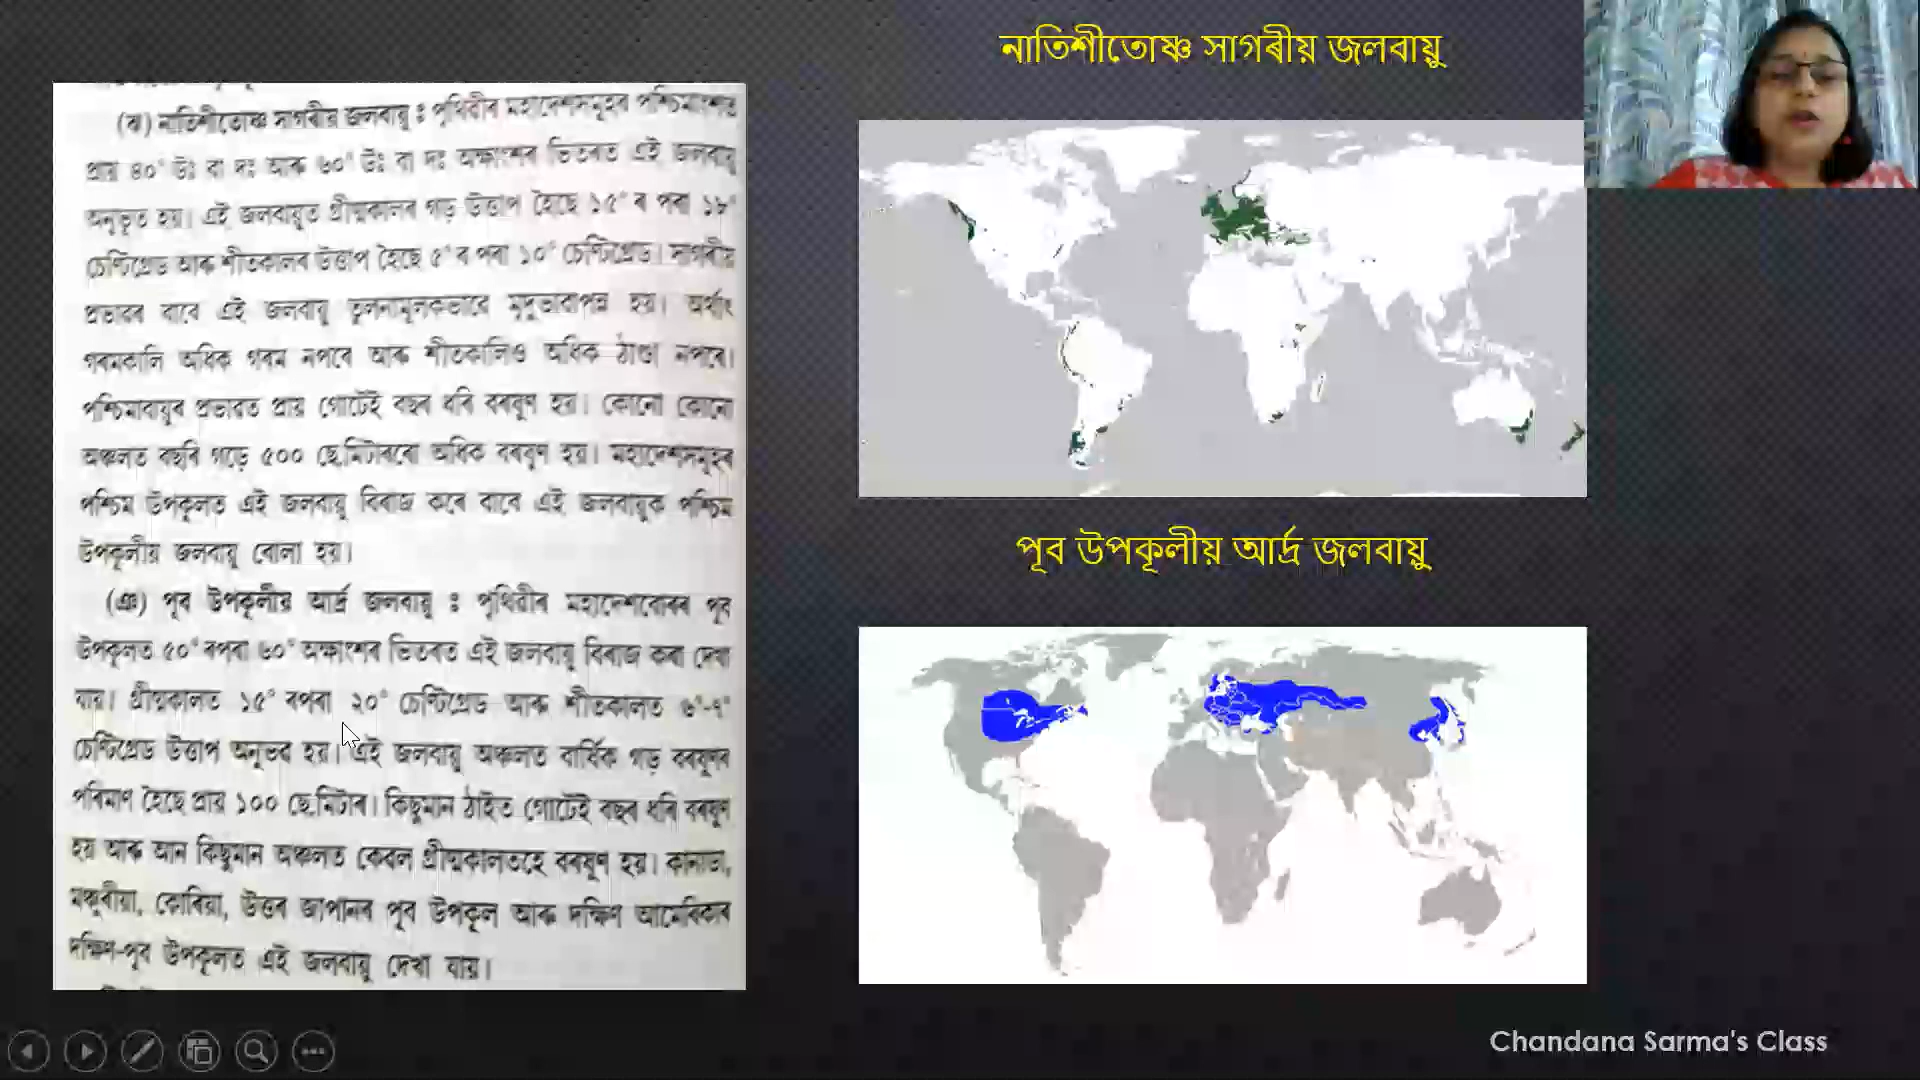 নাতিশীতোষ্ণ সাগৰীয় জলবায়ু
(ঝ) নাতিশীতোষ্ণ সাগৰীয় জলবায়ু ঃ পৃথিৱীৰ মহাদেশসমূহৰ পশ্চিমাংশত
প্ৰায় ৪০° উঃ বা দঃ আৰু ৬০° উঃ বা দঃ অক্ষাংশৰ ভিতৰত এই জলবায়ু
অনুভূত হয়। এই জলবায়ুত গ্ৰীষ্মকালৰ গড় উত্তাপ হৈছে ১৫° ৰ পৰা ১৮°
চেণ্টিগ্ৰেড আৰু শীতকালৰ উত্তাপ হৈছে ৫° ৰ পৰা ১০° চেণ্টিগ্ৰেড। সাগৰীয়
প্ৰভাৱৰ বাবে এই জলবায়ু তুলনামূলকভাৱে মৃদুভাৱাপন্ন হয়। অৰ্থাৎ
গৰমকালি অধিক গৰম নপৰে আৰু শীতকালিও অধিক ঠাণ্ডা নপৰে।
পশ্চিমাবায়ুৰ প্ৰভাৱত প্ৰায় গোটেই বছৰ ধৰি বৰষুণ হয়। কোনো কোনো
অঞ্চলত বছৰি গড়ে ৫০০ ছে.মিটাৰৰো অধিক বৰষুণ হয়। মহাদেশসমূহৰ
পশ্চিম উপকূলত এই জলবায়ু বিৰাজ কৰে বাবে এই জলবায়ুক পশ্চিম
উপকূলীয় জলবায়ু বোলা হয়।
(ঞ) পূব উপকূলীয় আৰ্দ্ৰ জলবায়ু ঃ পৃথিৱীৰ মহাদেশবোৰৰ পূব
উপকূলত ৫০° ৰপৰা ৬০° অক্ষাংশৰ ভিতৰত এই জলবায়ু বিৰাজ কৰা দেখা
যায়। গ্ৰীষ্মকালত ১৫° ৰপৰা ২০° চেণ্টিগ্ৰেড আৰু শীতকালত ৬°-৭°
চেণ্টিগ্ৰেড উত্তাপ অনুভৱ হয়। এই জলবায়ু অঞ্চলত বাৰ্ষিক গড় বৰষুণৰ
পৰিমাণ হৈছে প্ৰায় ১০০ ছে.মিটাৰ। কিছুমান ঠাইত গোটেই বছৰ ধৰি বৰষুণ
হয় আৰু আন কিছুমান অঞ্চলত কেৱল গ্ৰীষ্মকালতহে বৰষুণ হয়। কানাডা,
মঞ্চুৰীয়া, কোৰিয়া, উত্তৰ জাপানৰ পূব উপকূল আৰু দক্ষিণ আমেৰিকাৰ
দক্ষিণ-পূব উপকূলত এই জলবায়ু দেখা যায়।
পূব উপকূলীয় আৰ্দ্ৰ জলবায়ু
Chandana Sarma's Class